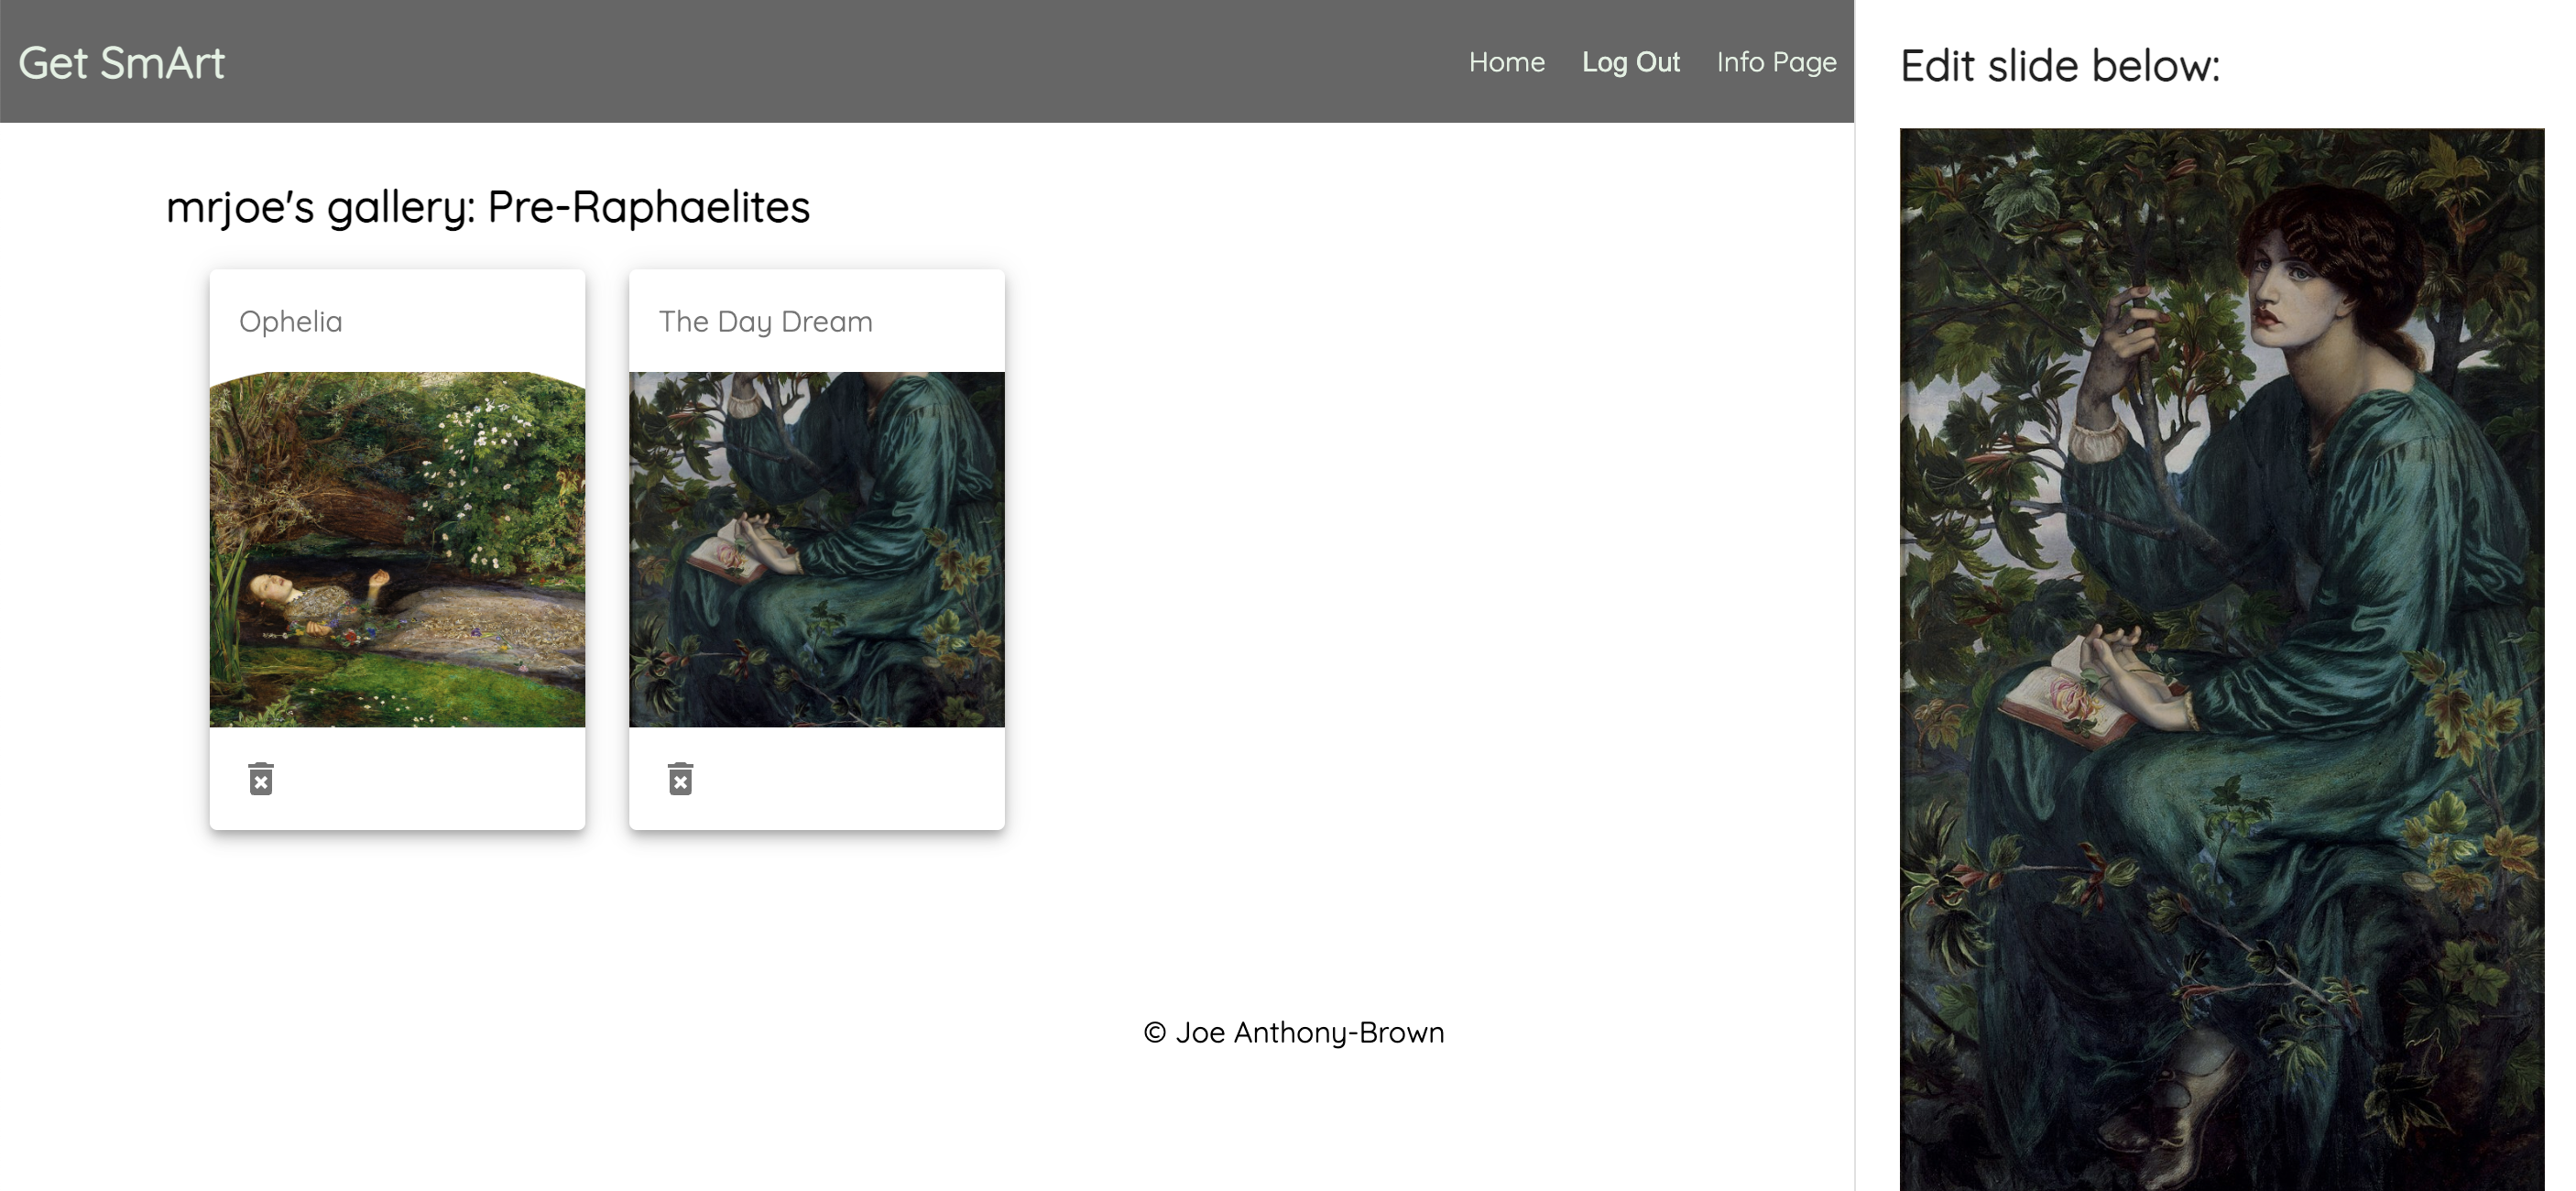 Get SmArt
Home Log Out Info Page
mrjoe's gallery: Pre-Raphaelites
Ophelia
The Day Dream
© Joe Anthony-Brown
Edit slide below: